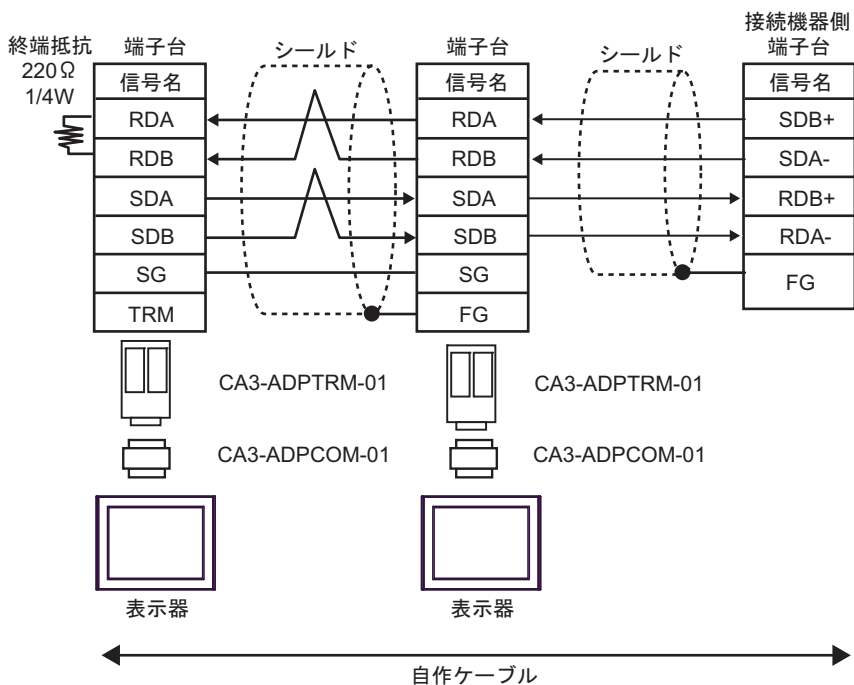 終端抵抗
220Ω
1/4W
端子台
信号名
RDA
RDB
SDA
SDB
SG
TRM
シールド
端子台
信号名
RDA
RDB
SDA
SDB
SG
FG
シールド
接続機器側
端子台
信号名
SDB+
SDA-
RDB+
RDA-
FG
CA3-ADPTRM-01
CA3-ADPTRM-01
CA3-ADPCOM-01
CA3-ADPCOM-01
表示器
表示器
自作ケーブル